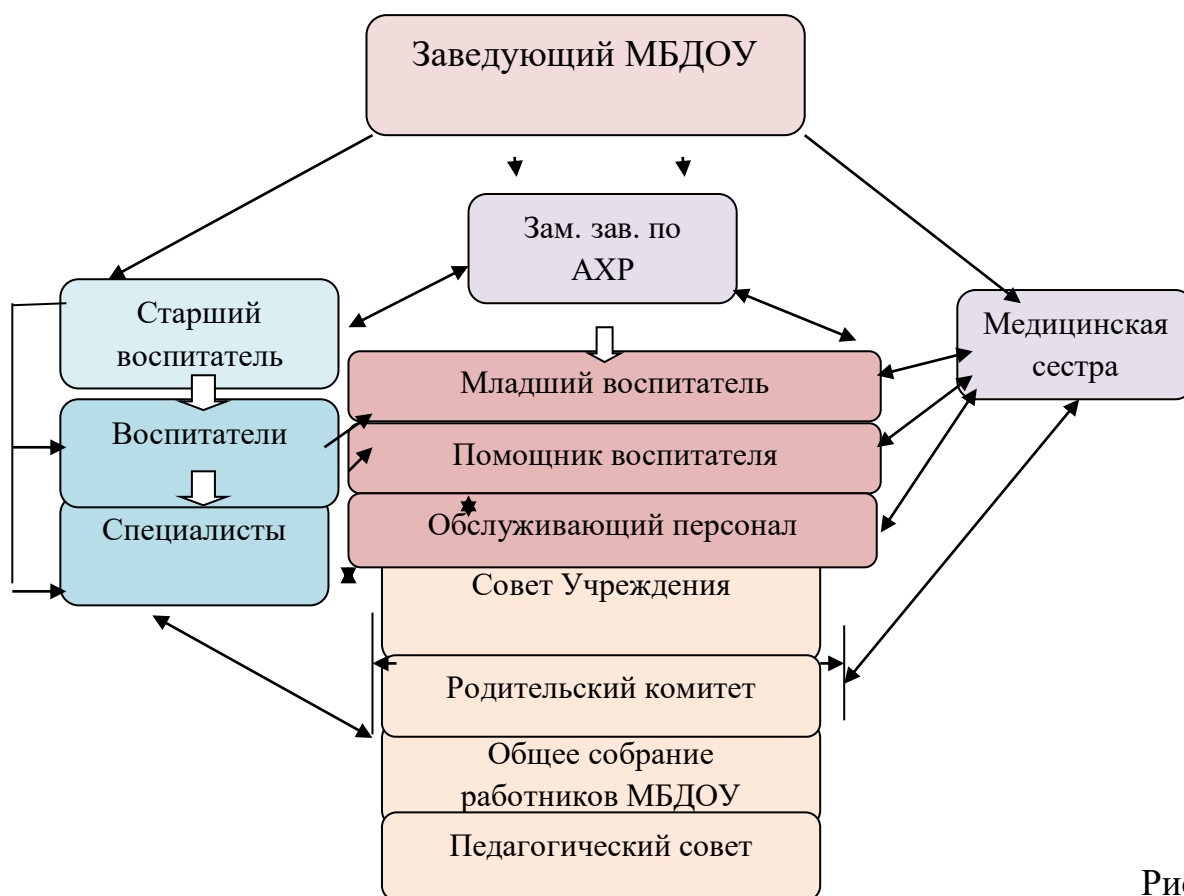 Заведующий МБДОУ
Зам. зав. по
АХР
Старший
воспитатель
Медицинская
сестра
Младший воспитатель
Воспитатели
Помощник воспитателя
Специалисты
Обслуживающий персонал
Совет Учреждения
Родительский комитет
Общее собрание
работников МБДОУ
Педагогический совет